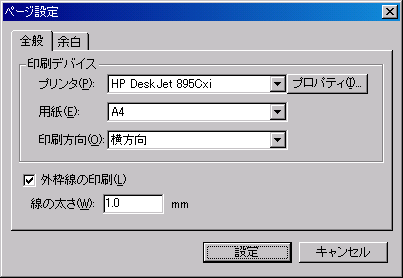 ページ設定
全般 余白
印刷デバイス
プリンタ(P): HP DeskJet 895Cxi プロパティ(I)...
用紙(E): A4
印刷方向(O): 横方向
外枠線の印刷(L)
線の太さ(W): 1.0 mm
設定 キャンセル